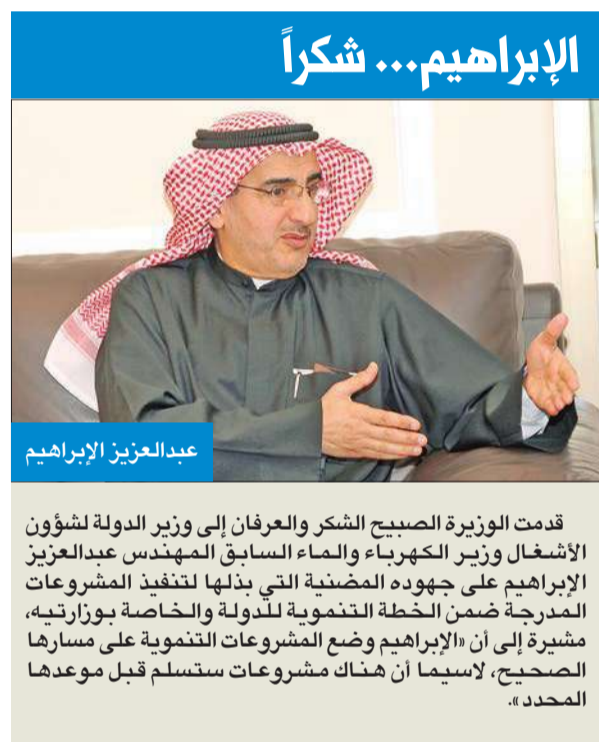 الإبراهيم... شكراً
عبدالعزيز الإبراهيم
قدمت الوزيرة الصبيح الشكر والعرفان إلى وزير الدولة لشؤون
الأشغال وزير الكهرباء والماء السابق المهندس عبدالعزيز
الإبراهيم على جهوده المضنية التي بذلها لتنفيذ المشروعات
المدرجة ضمن الخطة التنموية للدولة والخاصة بوزارتيه،
مشيرة إلى أن «الإبراهيم وضع المشروعات التنموية على مسارها
الصحيح، لاسيما أن هناك مشروعات ستسلم قبل موعدها
المحدد».